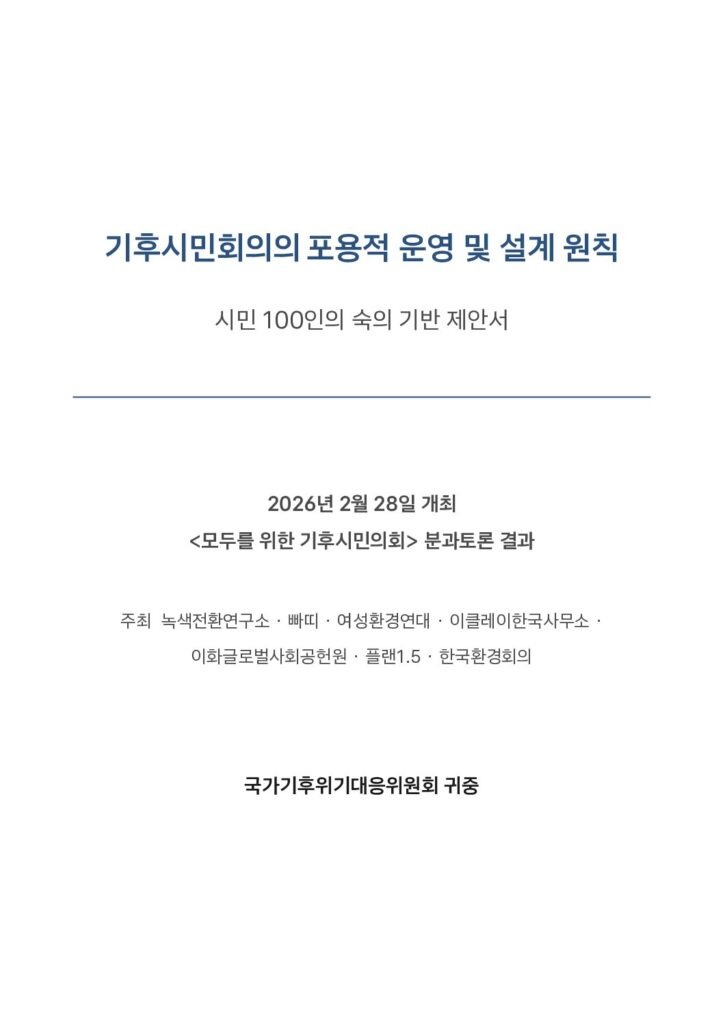 기후시민회의의 포용적 운영 및 설계 원칙
시민 100인의 숙의 기반 제안서
2026년 2월 28일 개최
<모두를 위한 기후시민의회> 분과토론 결과
주최 녹색전환연구소 · 빠띠 · 여성환경연대 · 이클레이한국사무소 ·
이화글로벌사회공헌원 · 플랜1.5 · 한국환경회의
국가기후위기대응위원회 귀중